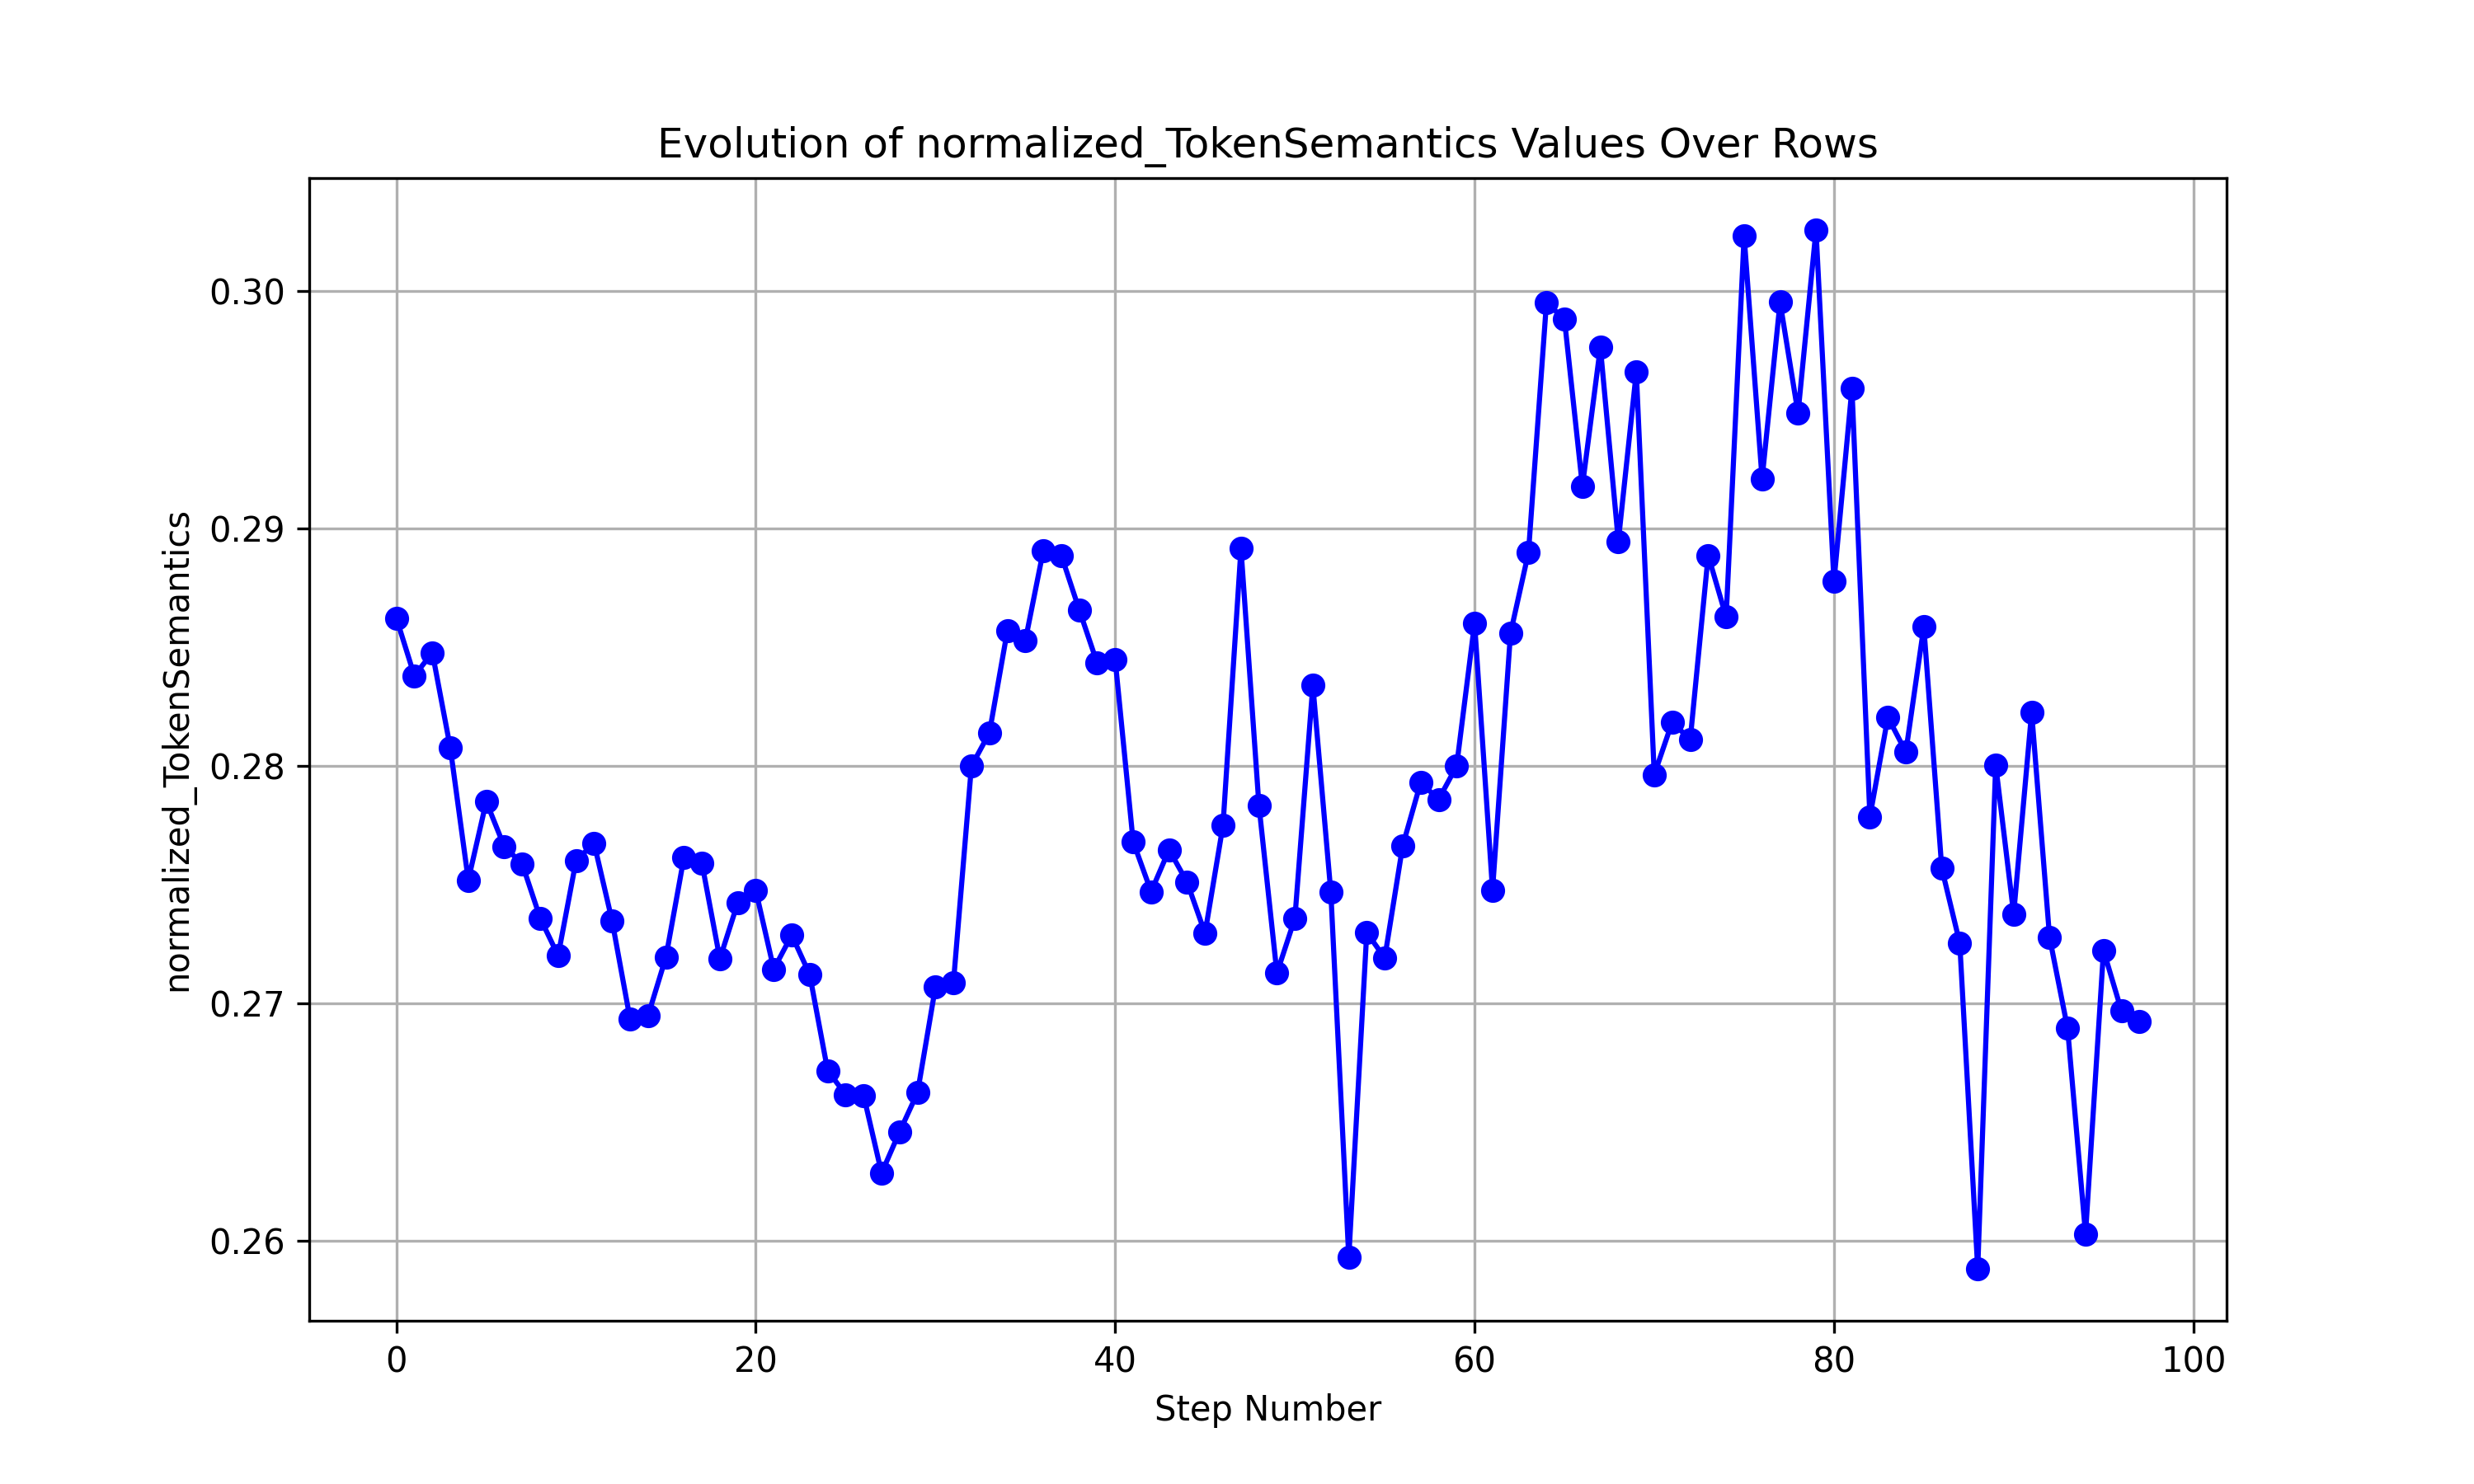 Evolution of normalized_TokenSemantics Values Over Rows
normalized_TokenSemantics
0.30
0.29
0.28
0.27
0.26
0 20 40 60 80 100
Step Number